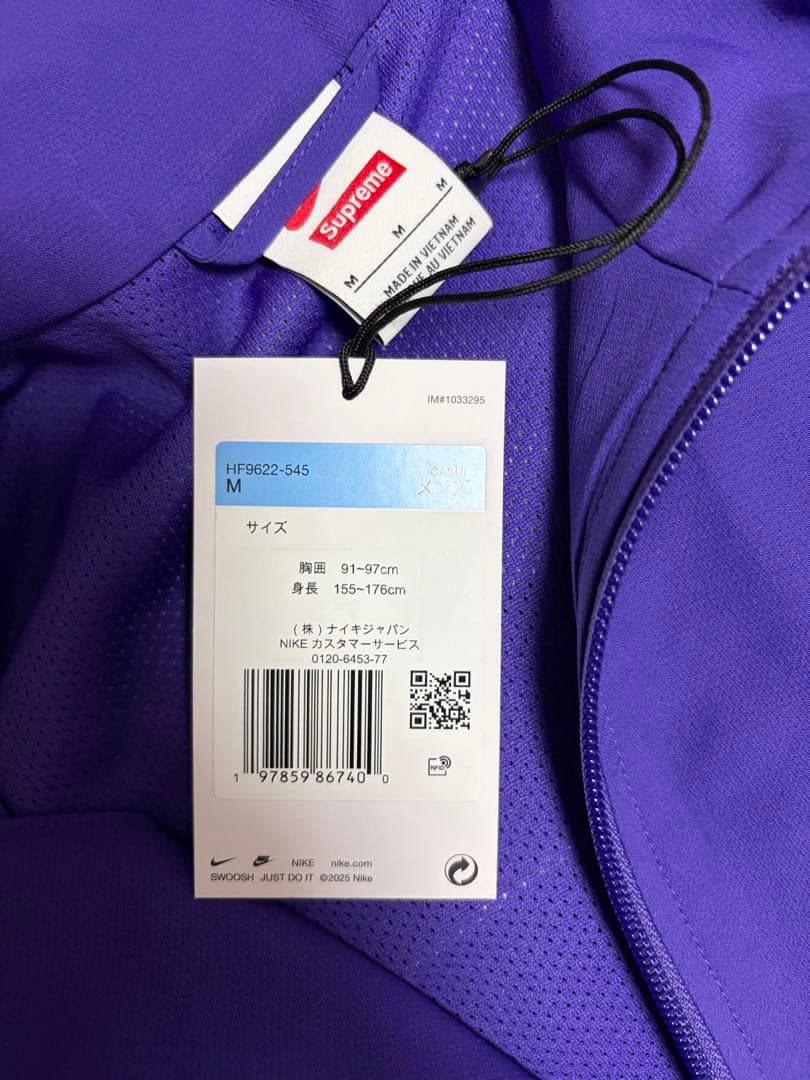 Supreme
M
M
M
MADE IN VIETNAM
AU VIETNAM
IM#1033295
HF9622-545
M
メンズ
サイズ
胸囲 91~97cm
身長 155~176cm
(株)ナイキジャパン
NIKE カスタマーサービス
0120-6453-77
1 97859 86740 0
RFID
NIKE nike.com
SWOOSH JUST DO IT ©2025 Nike